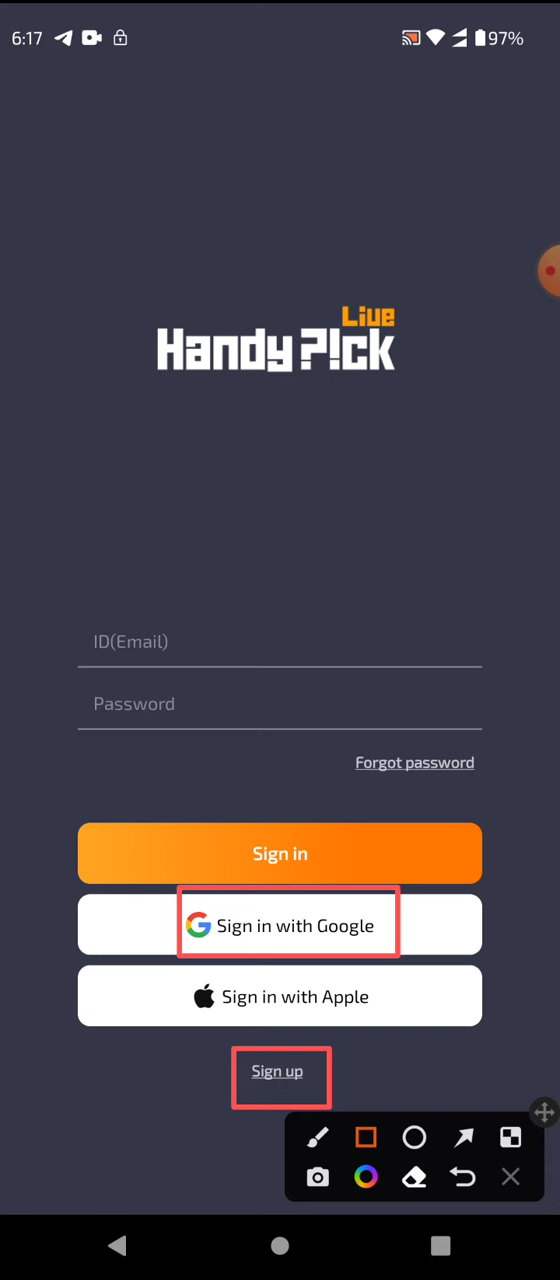 6:17 97%
Live
Handy P!ck
ID(Email)
Password
Forgot password
Sign in
Sign in with Google
Sign in with Apple
Sign up